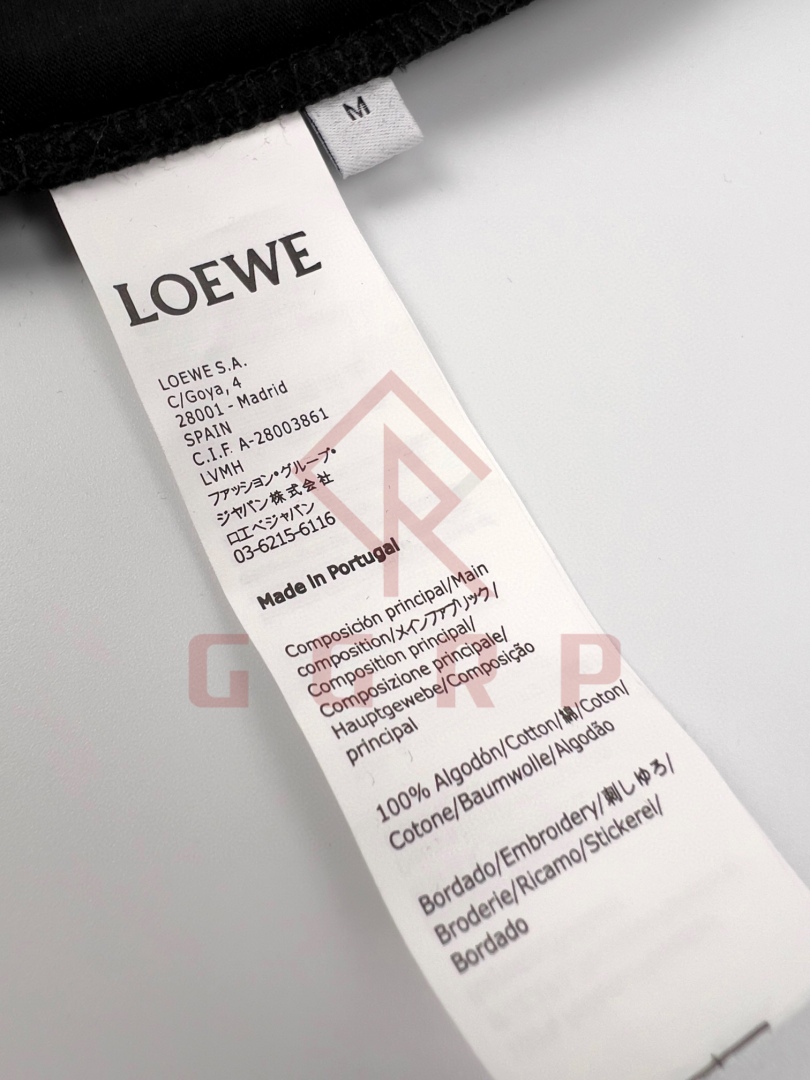 M
LOEWE
LOEWE S.A.
C/Goya, 4
28001 - Madrid
SPAIN
C.I.F. A-28003861
LVMH
ファッション•グループ•
ジャパン株式会社
ロエベジャパン
03-6215-6116
Made in Portugal
Composición principal/Main
composition/メインファブリック/
Composition principal/
Composizione principale/
Hauptgewebe/Composição
principal
100% Algodón/Cotton/綿/Coton/
Cotone/Baumwolle/Algodão
Bordado/Embroidery/刺しゆう/
Broderie/Ricamo/Stickerei/
Bordado
GGRP